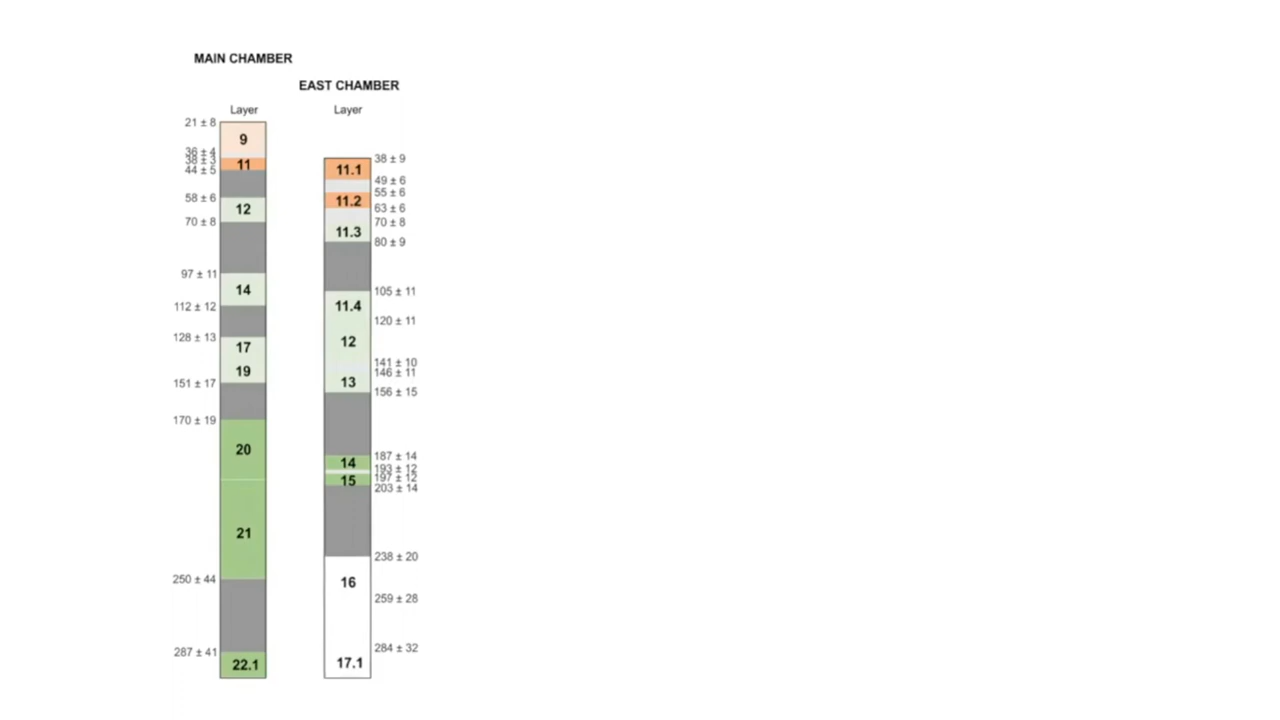 MAIN CHAMBER
EAST CHAMBER
Layer
Layer
21 ± 8
9
36 ± 4
38 ± 3
11
44 ± 5
58 ± 6
12
70 ± 8
97 ± 11
14
112 ± 12
128 ± 13
17
19
151 ± 17
170 ± 19
20
21
250 ± 44
287 ± 41
22.1
38 ± 9
11.1
49 ± 6
55 ± 6
11.2
63 ± 6
70 ± 8
11.3
80 ± 9
105 ± 11
11.4
120 ± 11
12
141 ± 10
146 ± 11
13
156 ± 15
187 ± 14
14
193 ± 12
197 ± 12
15
203 ± 14
238 ± 20
16
259 ± 28
284 ± 32
17.1